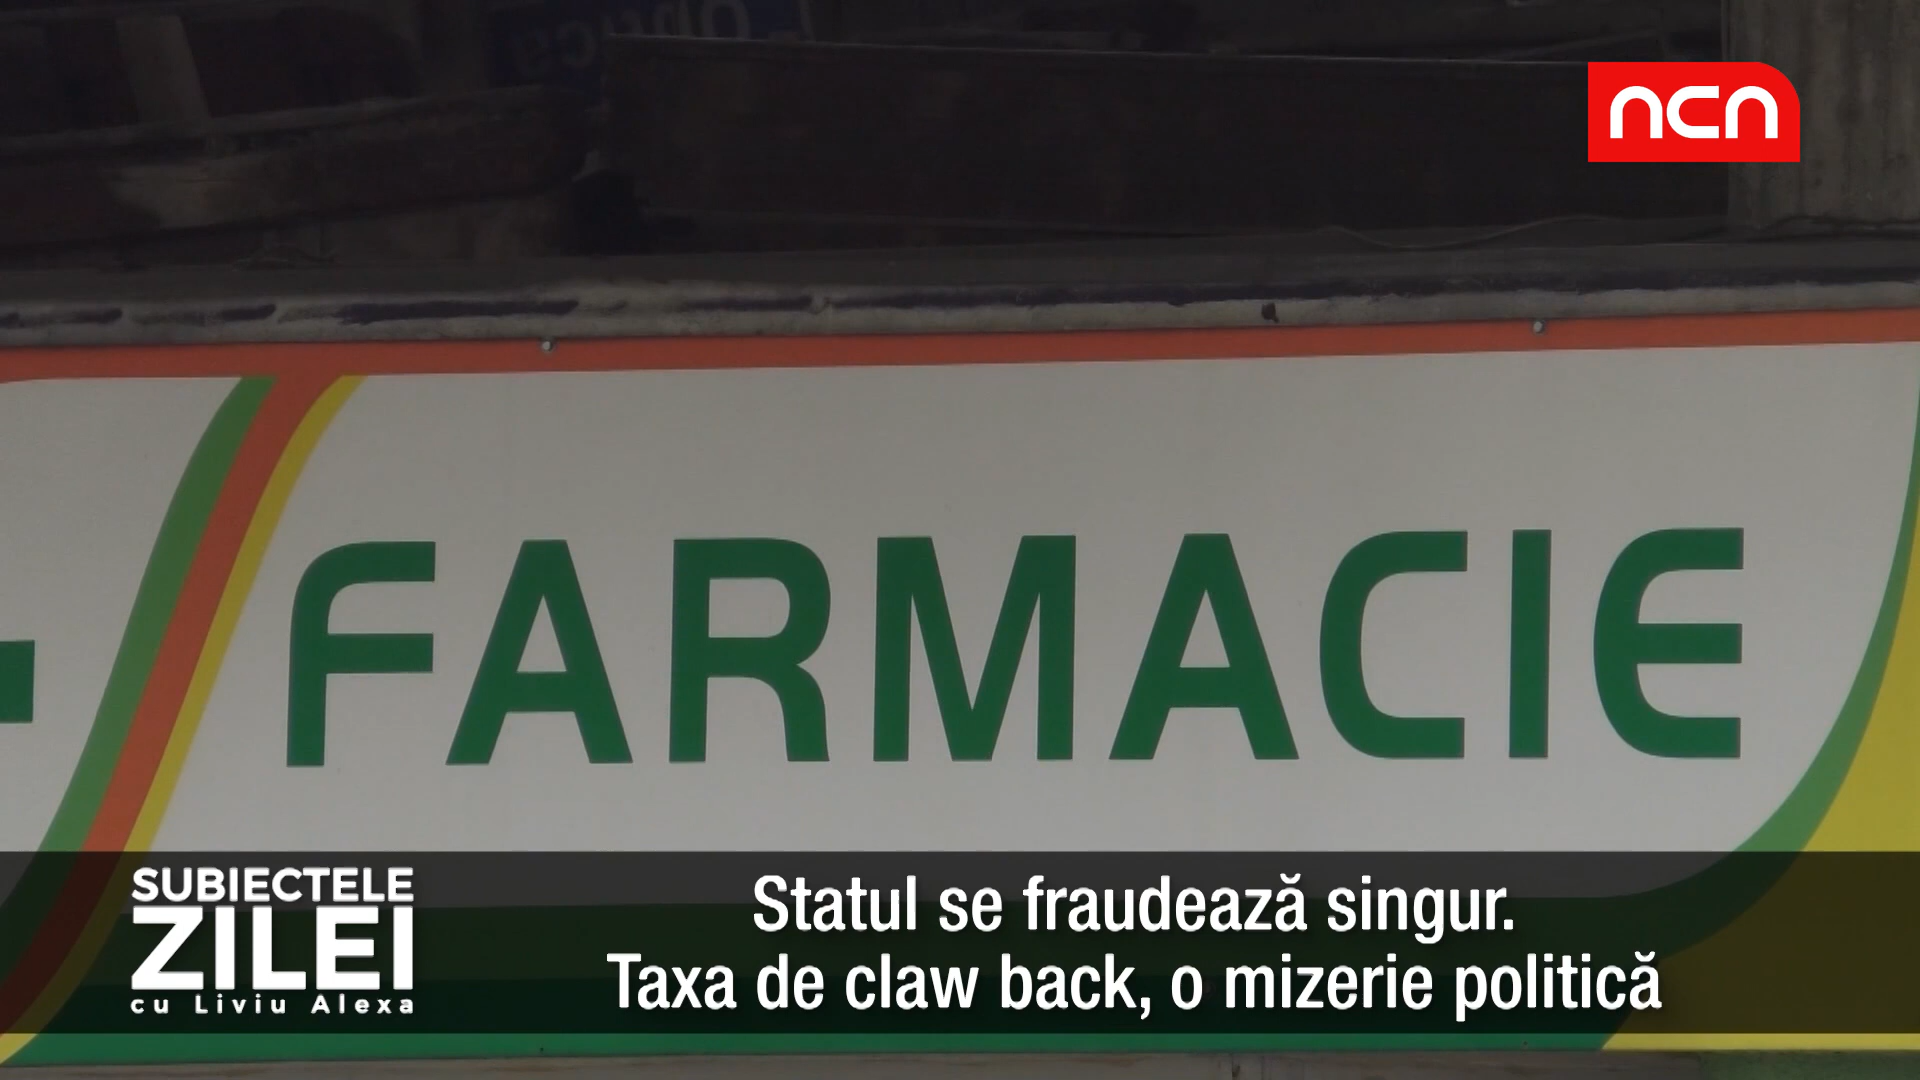 ncn
FARMACIE
SUBIECTELE
ZILEI
cu Liviu Alexa
Statul se fraudează singur.
Taxa de claw back, o mizerie politică